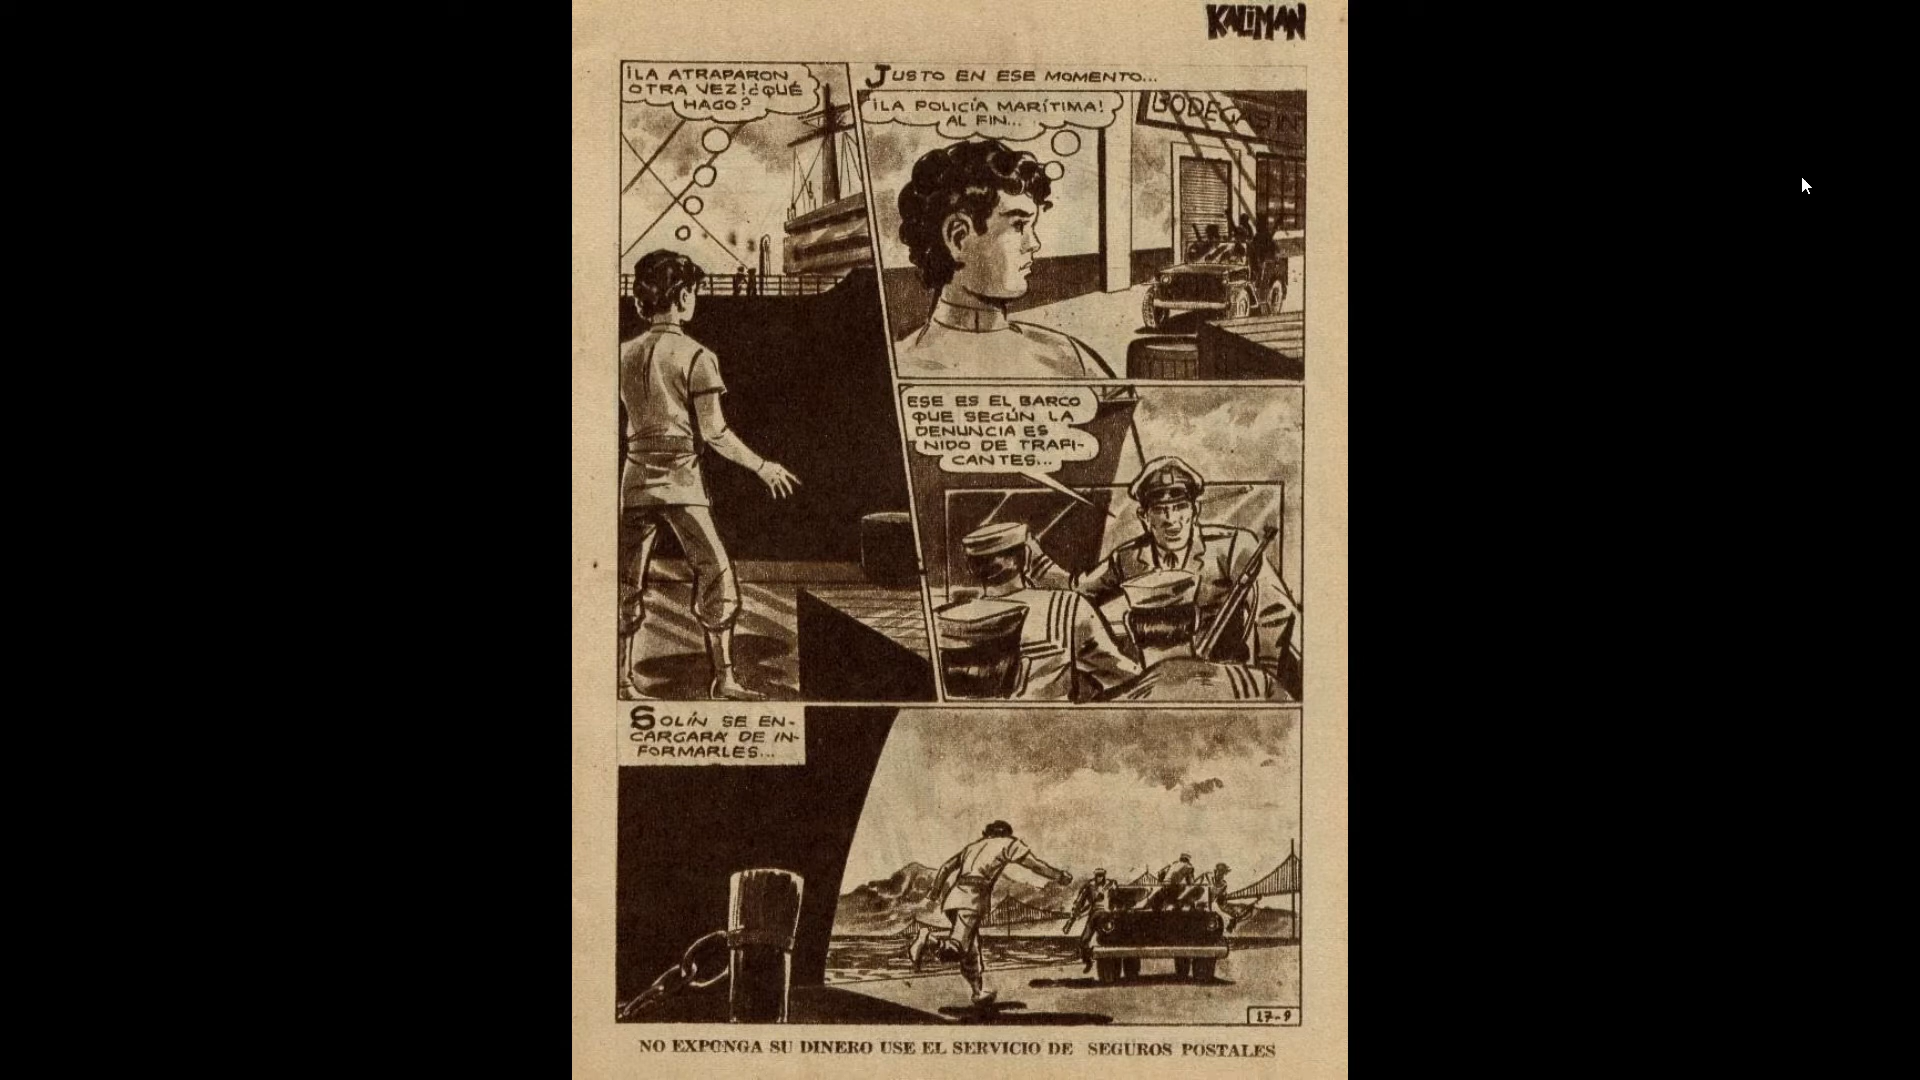 KALIMAN
¡LA ATRAPARON
OTRA VEZ! ¿QUÉ
HAGO?
JUSTO EN ESE MOMENTO...
¡LA POLICÍA MARÍTIMA!
AL FIN...
ESE ES EL BARCO
QUE SEGÚN LA
DENUNCIA ES
NIDO DE TRAFI-
CANTES...
SOLÍN SE EN-
CARGARÁ DE IN-
FORMARLES...
17-9
NO EXPONGA SU DINERO USE EL SERVICIO DE SEGUROS POSTALES